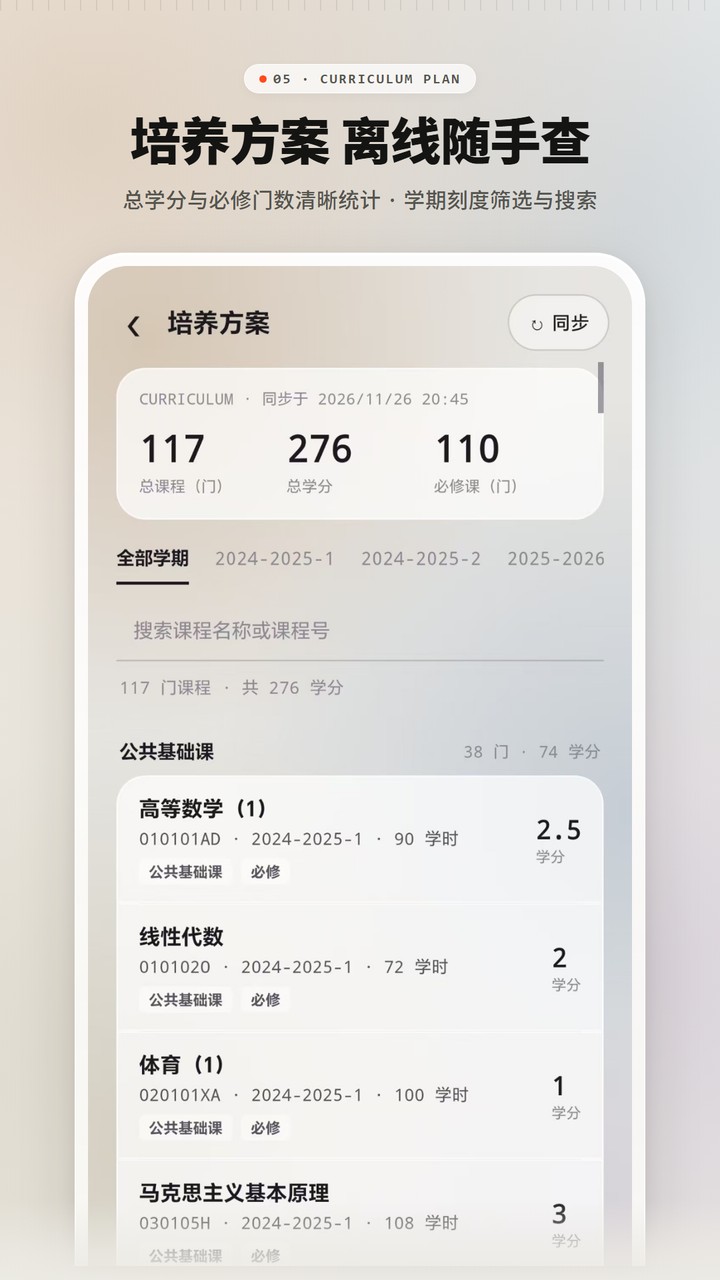 05 · CURRICULUM PLAN
培养方案 离线随手查
总学分与必修门数清晰统计 · 学期刻度筛选与搜索
‹ 培养方案 ↻ 同步
CURRICULUM · 同步于 2026/11/26 20:45
117 276 110
总课程（门） 总学分 必修课（门）
全部学期 2024-2025-1 2024-2025-2 2025-2026
搜索课程名称或课程号
117 门课程 · 共 276 学分
公共基础课 38 门 · 74 学分
高等数学（1）
010101AD · 2024-2025-1 · 90 学时
2.5
学分
公共基础课 必修
线性代数
010102O · 2024-2025-1 · 72 学时
2
学分
公共基础课 必修
体育（1）
020101XA · 2024-2025-1 · 100 学时
1
学分
公共基础课 必修
马克思主义基本原理
030105H · 2024-2025-1 · 108 学时
3
学分
公共基础课 必修